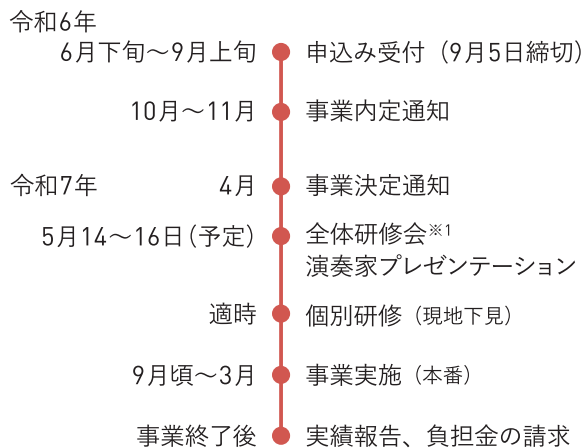 令和6年
6月下旬～9月上旬 申込み受付（9月5日締切）
10月～11月 事業内定通知
令和7年 4月 事業決定通知
5月14～16日（予定） 全体研修会※1
演奏家プレゼンテーション
適時 個別研修（現地下見）
9月頃～3月 事業実施（本番）
事業終了後 実績報告、負担金の請求